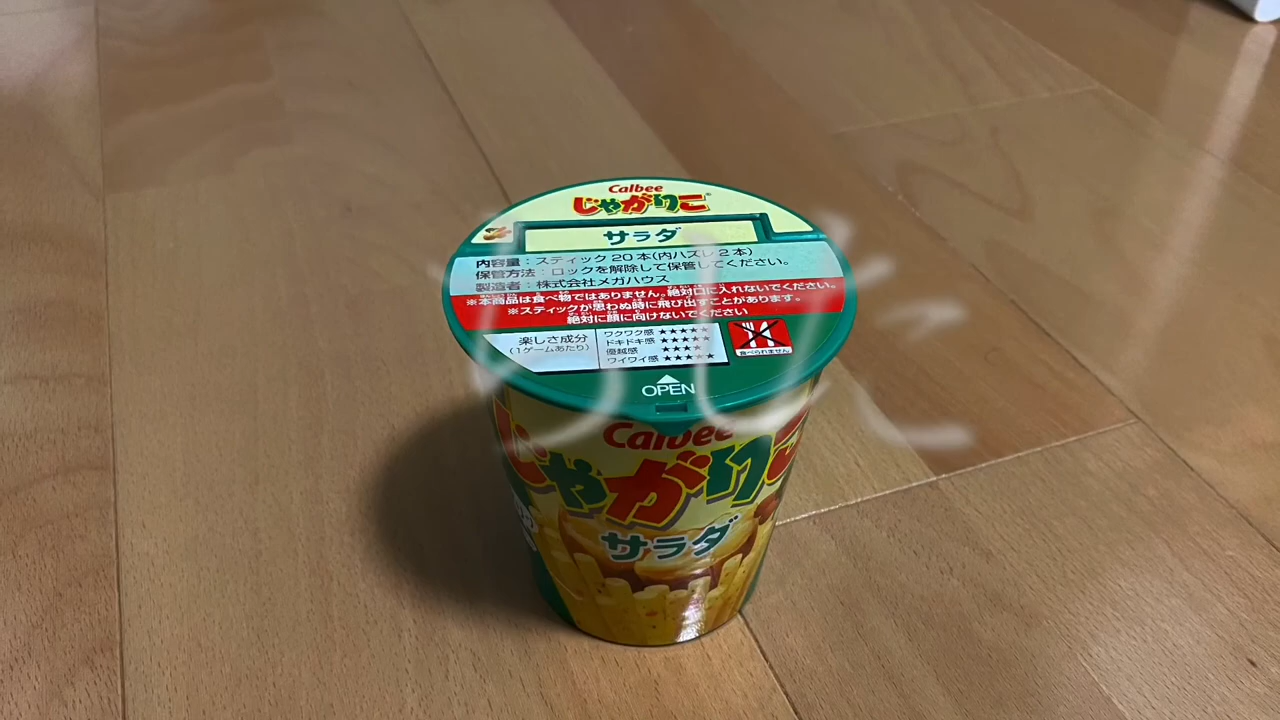 Calbee
じゃがりこ
サラダ
内容量：スティック20本(内ハズレ2本)
保管方法：ロックを解除して保管してください。
製造者：株式会社メガハウス
※本商品は食べ物ではありません。絶対口に入れないでください。
※スティックが思わぬ時に飛び出すことがあります。
絶対に顔に向けないでください
楽しさ成分
(1ゲームあたり)
ワクワク感 ★★★★★
ドキドキ感 ★★★★★
優越感 ★★★★
ワイワイ感 ★★★★★
食べられません
OPEN
Calbee
じゃがりこ
サラダ